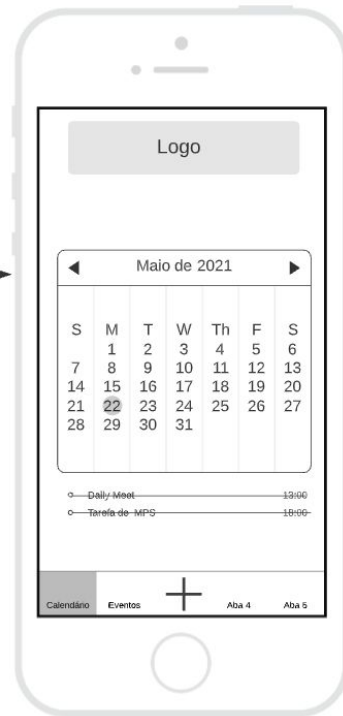 Logo
Maio de 2021
S M T W Th F S
1 2 3 4 5 6
7 8 9 10 11 12 13
14 15 16 17 18 19 20
21 22 23 24 25 26 27
28 29 30 31
Daily Meet 13:00
Tarefa de MPS 18:00
Calendário Eventos Aba 4 Aba 5